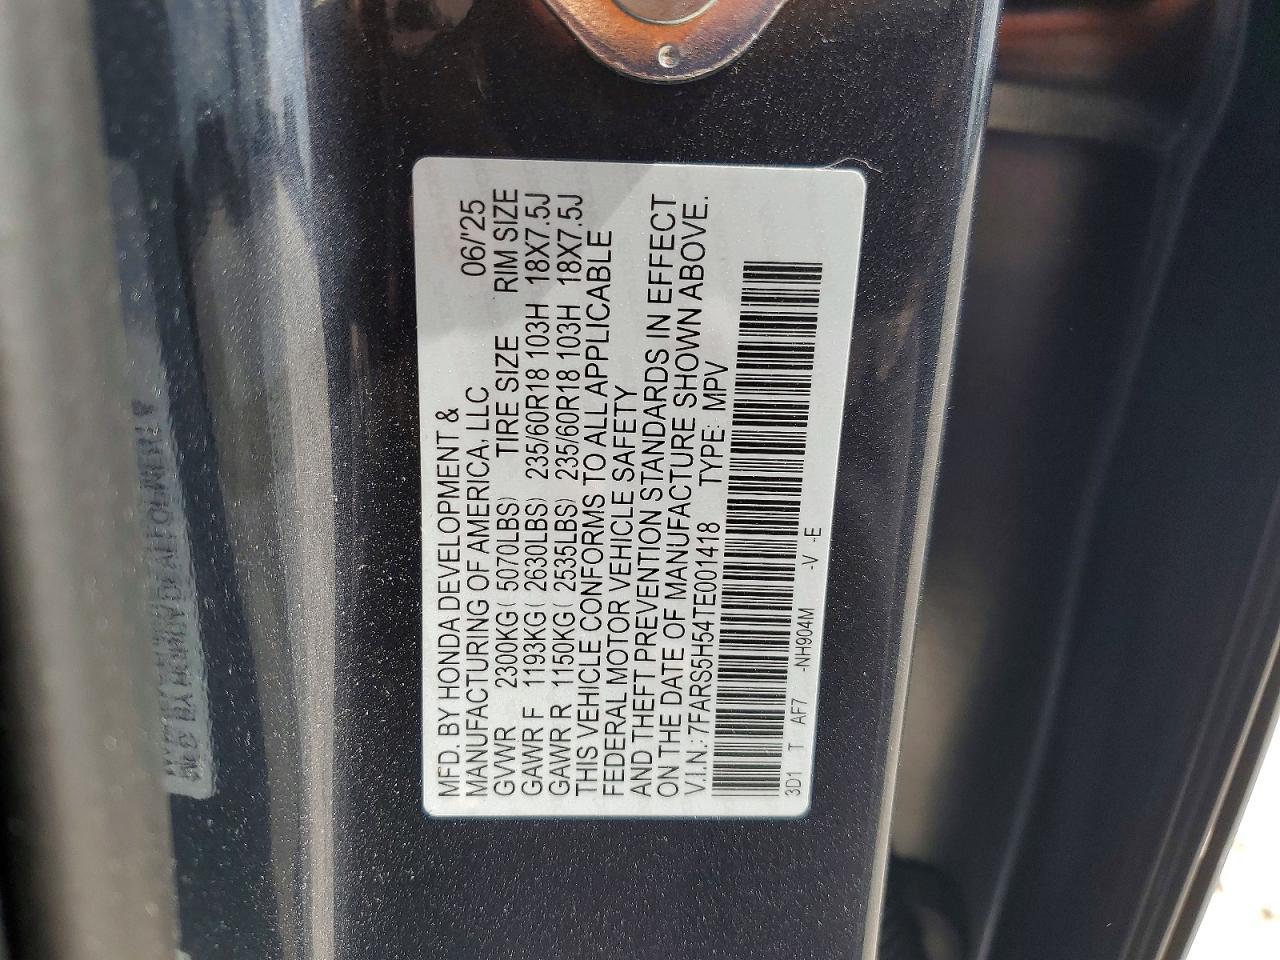 MFD. BY HONDA DEVELOPMENT & 06/'25
MANUFACTURING OF AMERICA, LLC
GVWR 2300KG( 5070LBS) TIRE SIZE RIM SIZE
GAWR F 1193KG( 2630LBS) 235/60R18 103H 18X7.5J
GAWR R 1150KG( 2535LBS) 235/60R18 103H 18X7.5J
THIS VEHICLE CONFORMS TO ALL APPLICABLE
FEDERAL MOTOR VEHICLE SAFETY
AND THEFT PREVENTION STANDARDS IN EFFECT
ON THE DATE OF MANUFACTURE SHOWN ABOVE.
V.I.N.: 7FARS5H54TE001418 TYPE: MPV
3D1 T AF7 -NH904M -V -E